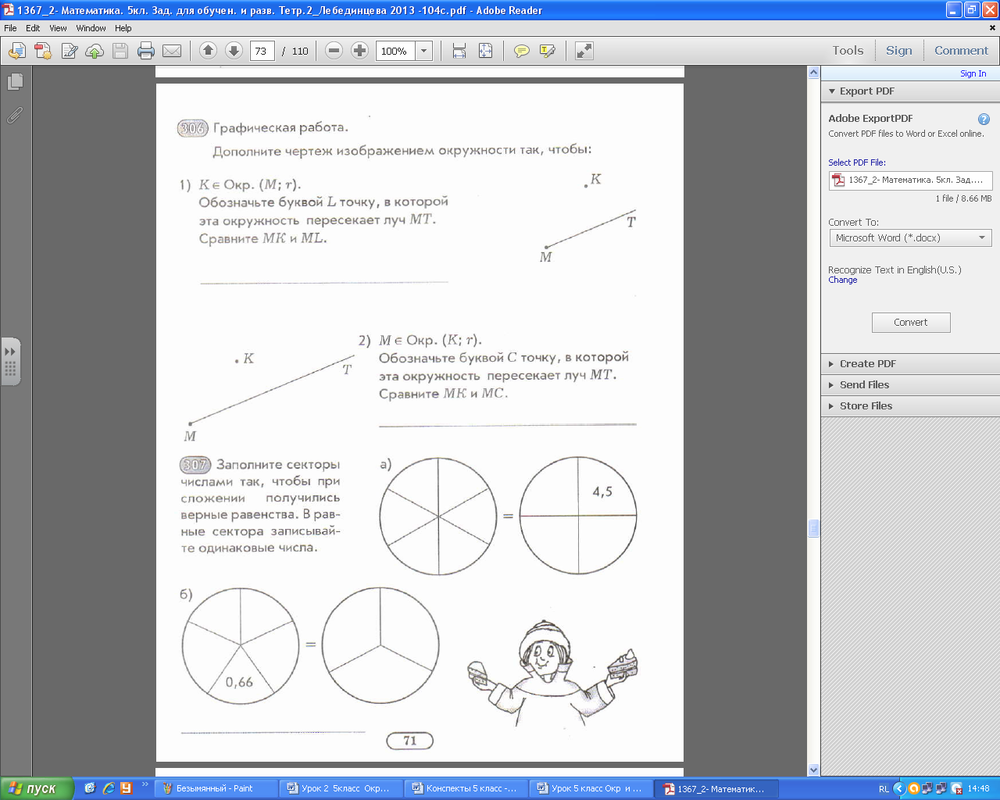 1367_2- Математика. 5кл. Зад. для обучен. и разв. Тетр.2_Лебединцева 2013 -104с.pdf - Adobe Reader
File Edit View Window Help
73 / 110 100% Tools Sign Comment
Sign In
Export PDF
Adobe ExportPDF
Convert PDF files to Word or Excel online.
Select PDF File:
1367_2- Математика. 5кл. Зад....
1 file / 8.66 MB
Convert To:
Microsoft Word (*.docx)
Recognize Text in English(U.S.)
Change
Convert
Create PDF
Send Files
Store Files
306 Графическая работа.
Дополните чертеж изображением окружности так, чтобы:
1) K ∈ Окр. (M; r).
Обозначьте буквой L точку, в которой
эта окружность пересекает луч MT.
Сравните MK и ML.
K
T
M
2) M ∈ Окр. (K; r).
Обозначьте буквой C точку, в которой
эта окружность пересекает луч MT.
Сравните MK и MC.
K
T
M
307 Заполните секторы
числами так, чтобы при
сложении получились
верные равенства. В рав-
ные сектора записывай-
те одинаковые числа.
а)
=
4,5
б)
0,66
=
71
пуск
Безымянный - Paint
Урок 2 5класс Окр...
Конспекты 5 класс -...
Урок 5 класс Окр и ...
1367_2- Математик...
RL
14:48